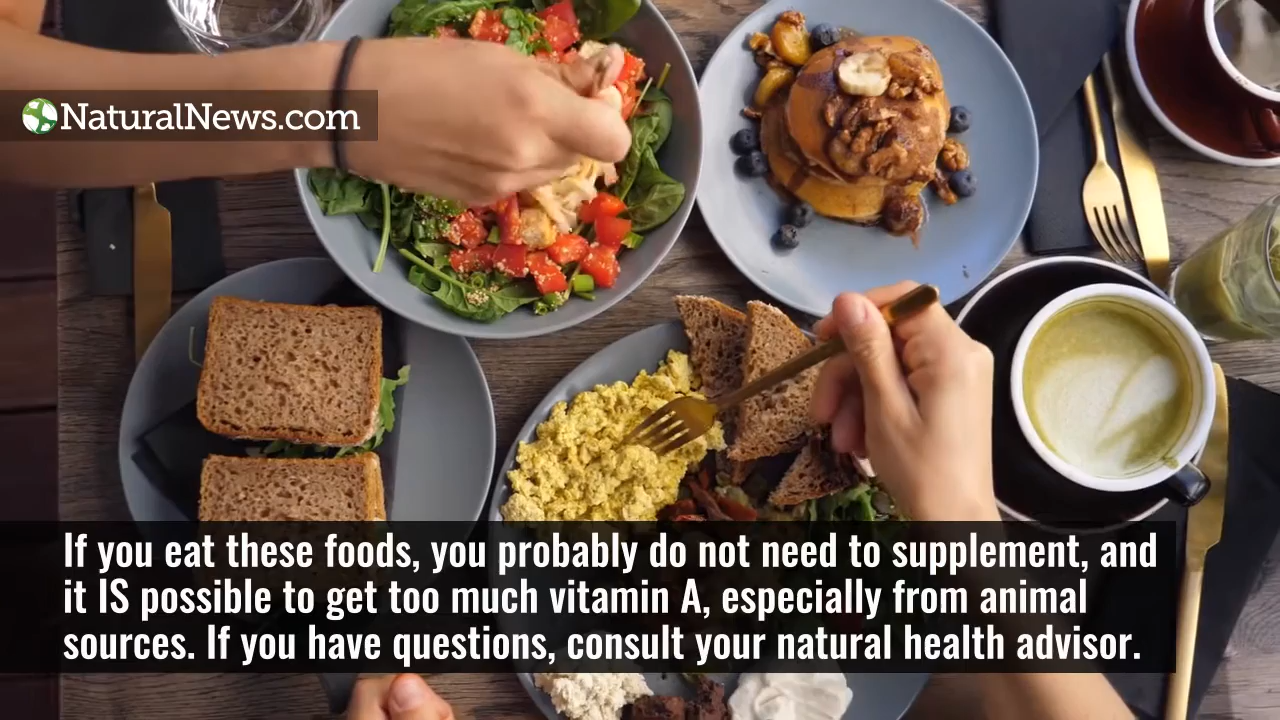 NaturalNews.com
If you eat these foods, you probably do not need to supplement, and
it IS possible to get too much vitamin A, especially from animal
sources. If you have questions, consult your natural health advisor.